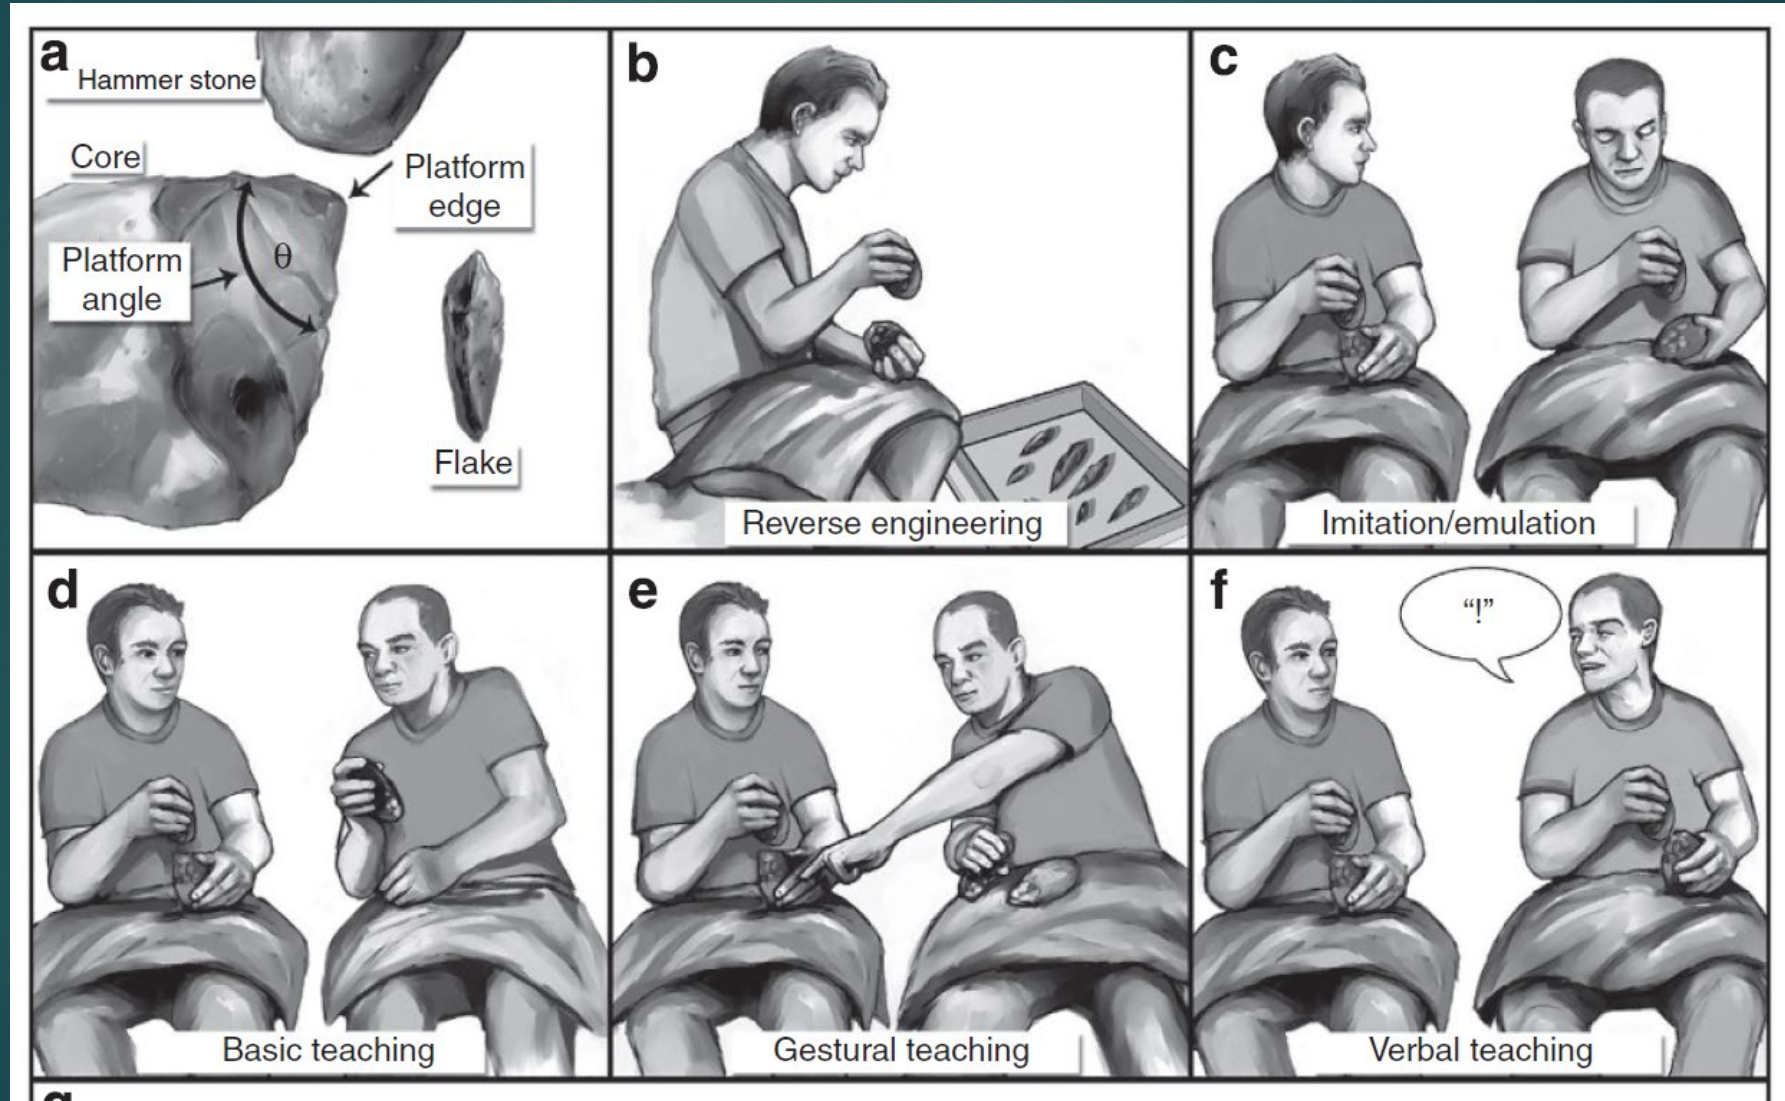 a
Hammer stone
Core
Platform
edge
θ
Platform
angle
Flake
b
Reverse engineering
c
Imitation/emulation
d
Basic teaching
e
Gestural teaching
f
“!”
Verbal teaching